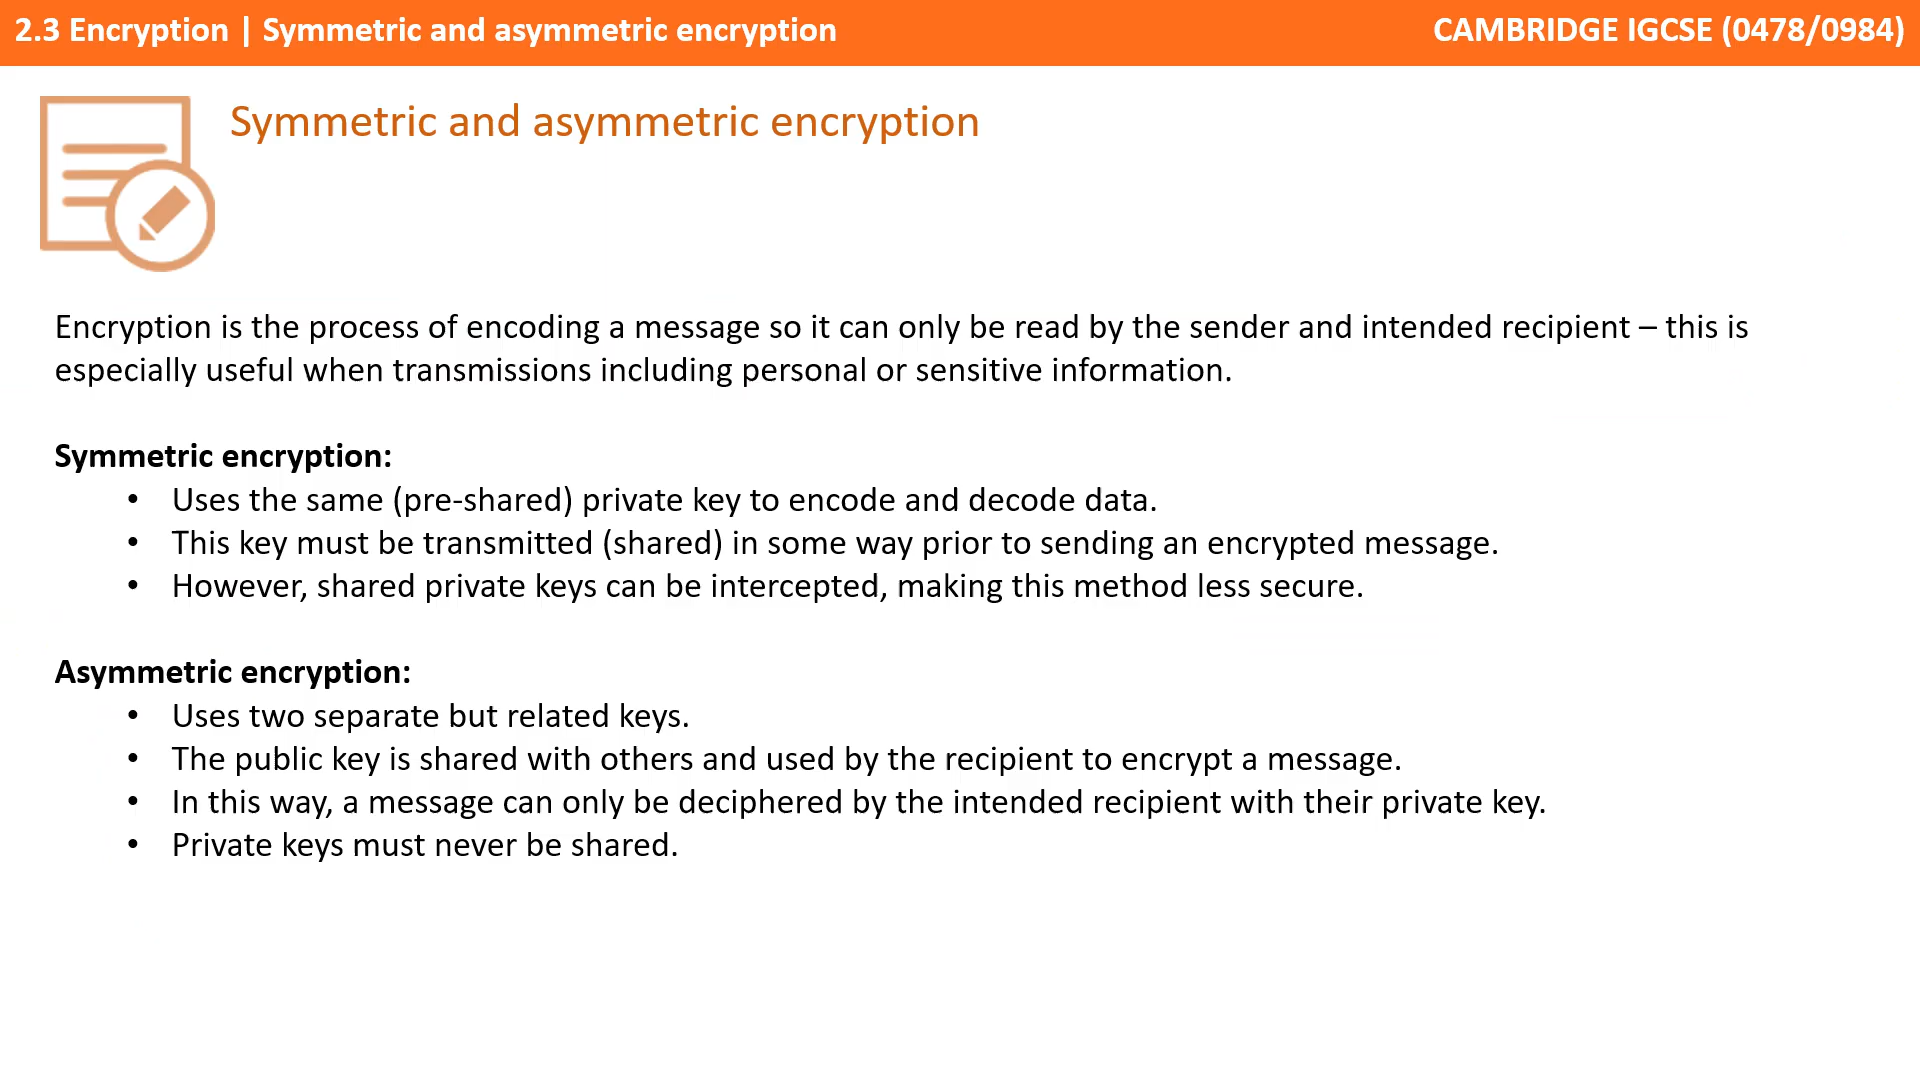 2.3 Encryption | Symmetric and asymmetric encryption
CAMBRIDGE IGCSE (0478/0984)
Symmetric and asymmetric encryption
Encryption is the process of encoding a message so it can only be read by the sender and intended recipient – this is
especially useful when transmissions including personal or sensitive information.
Symmetric encryption:
• Uses the same (pre-shared) private key to encode and decode data.
• This key must be transmitted (shared) in some way prior to sending an encrypted message.
• However, shared private keys can be intercepted, making this method less secure.
Asymmetric encryption:
• Uses two separate but related keys.
• The public key is shared with others and used by the recipient to encrypt a message.
• In this way, a message can only be deciphered by the intended recipient with their private key.
• Private keys must never be shared.